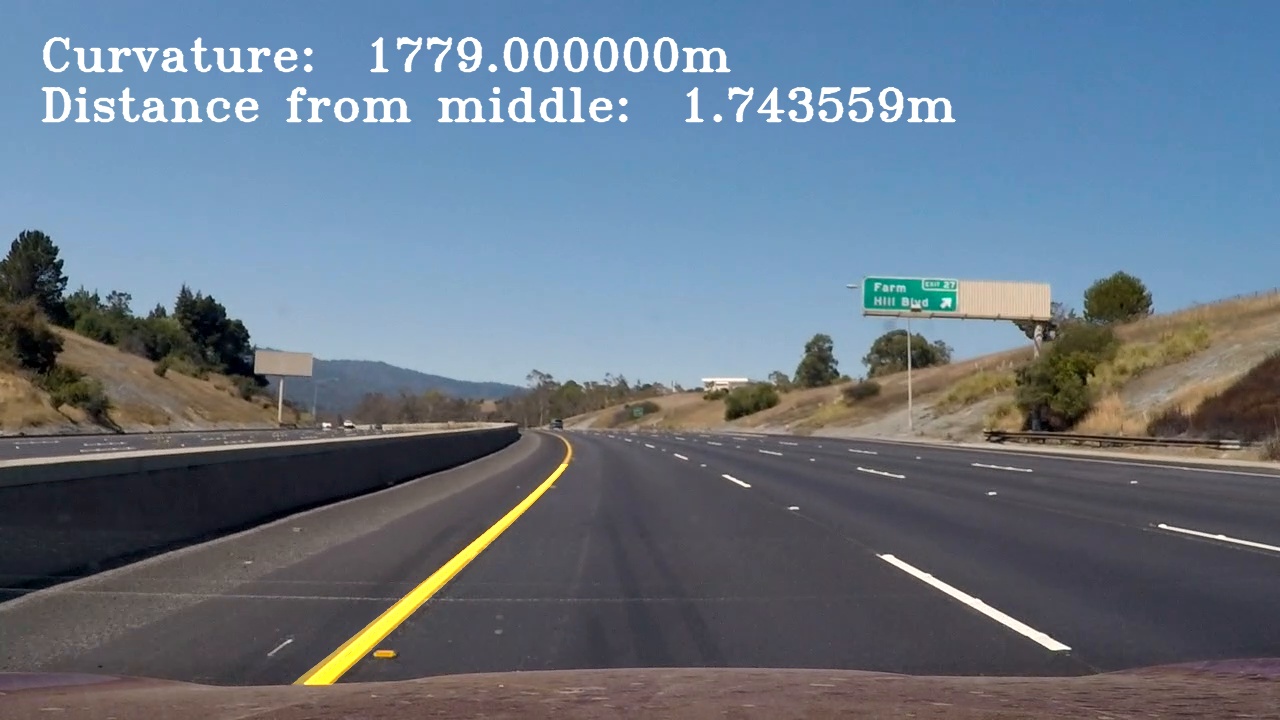 Curvature: 1779.000000m
Distance from middle: 1.743559m
EXIT 27
Farm
Hill Blvd